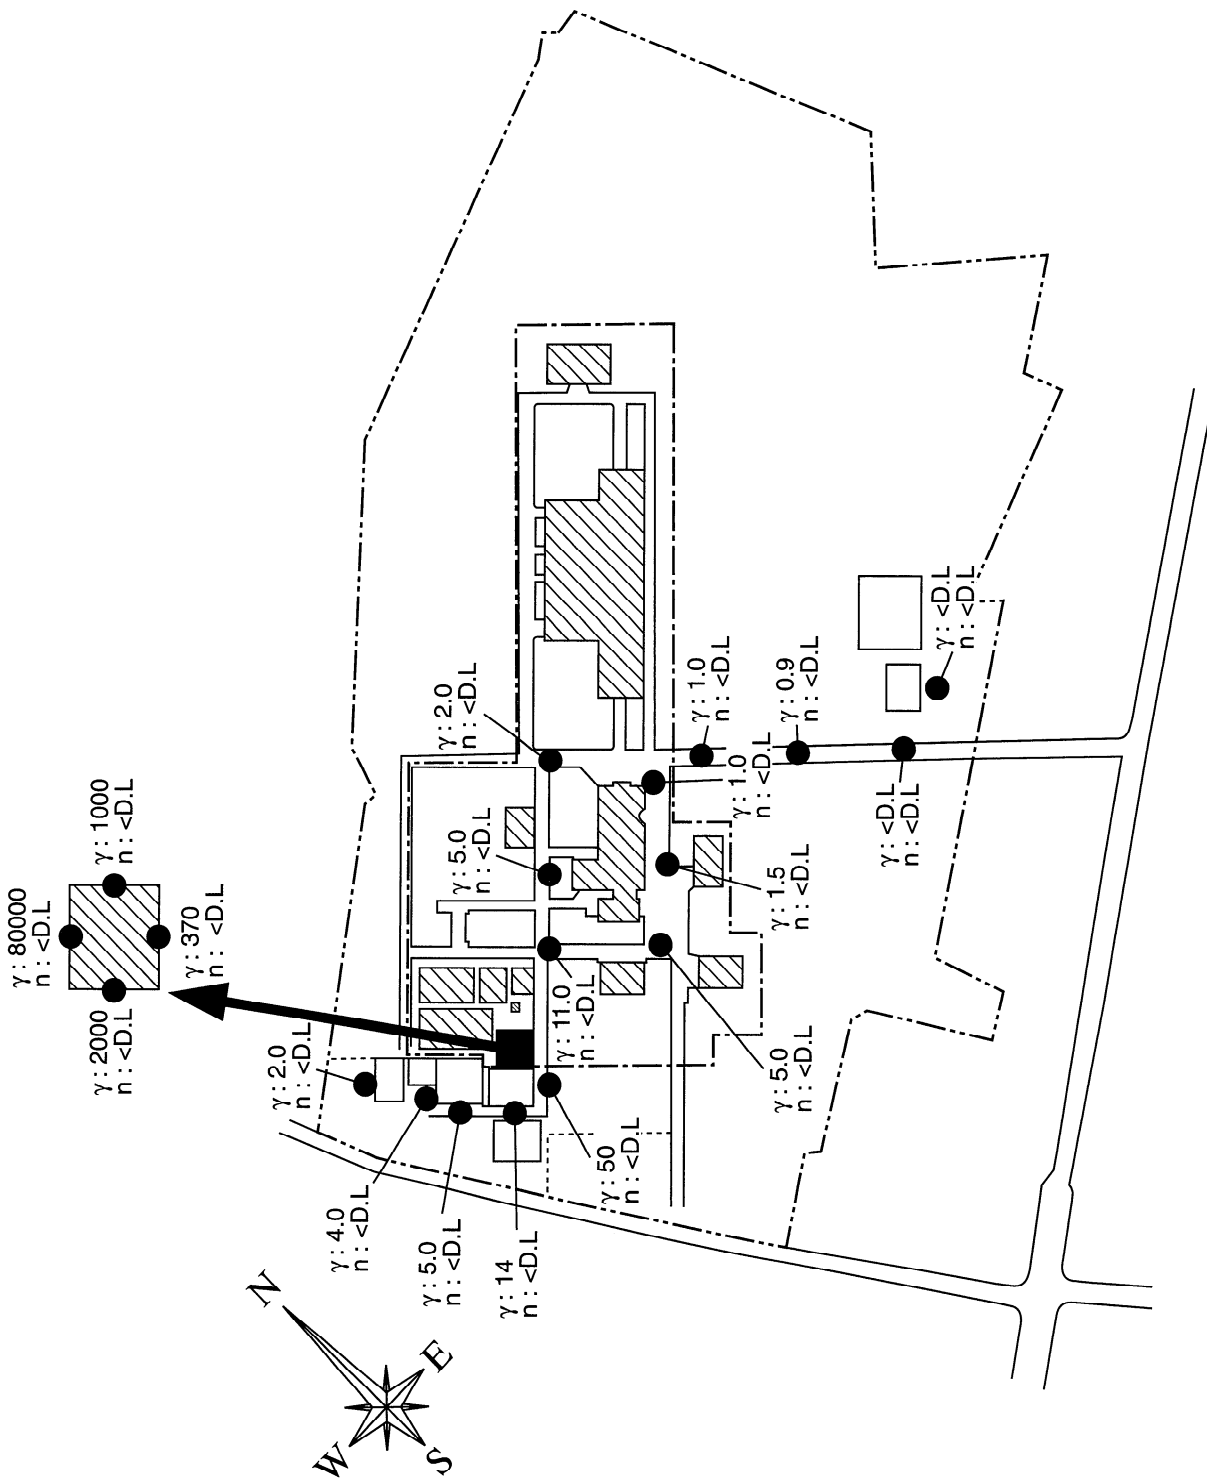 γ : 80000
n : <D.L
γ : 1000
n : <D.L
γ : 370
n : <D.L
γ : 2000
n : <D.L
γ : 2.0
n : <D.L
γ : 2.0
n : <D.L
γ : 5.0
n : <D.L
γ : 1.0
n : <D.L
γ : 0.9
n : <D.L
γ : <D.L
n : <D.L
γ : 1.0
n : <D.L
γ : <D.L
n : <D.L
γ : 1.5
n : <D.L
γ : 11.0
n : <D.L
γ : 5.0
n : <D.L
γ : 50
n : <D.L
γ : 4.0
n : <D.L
γ : 5.0
n : <D.L
γ : 14
n : <D.L
N
E
W
S